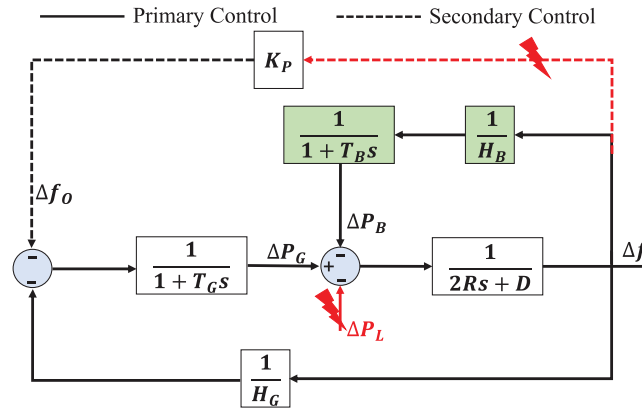 Primary Control
Secondary Control
K_P
1
1 + T_B s
1
H_B
Δf_O
ΔP_B
1
1 + T_G s
ΔP_G
1
2Rs + D
Δf
ΔP_L
1
H_G
+
-
-
-
-